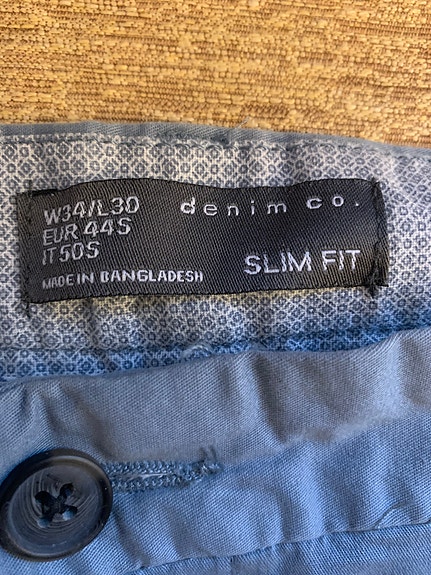 W34/L30
EUR 44S
IT 50S
MADE IN BANGLADESH
denim co.
SLIM FIT